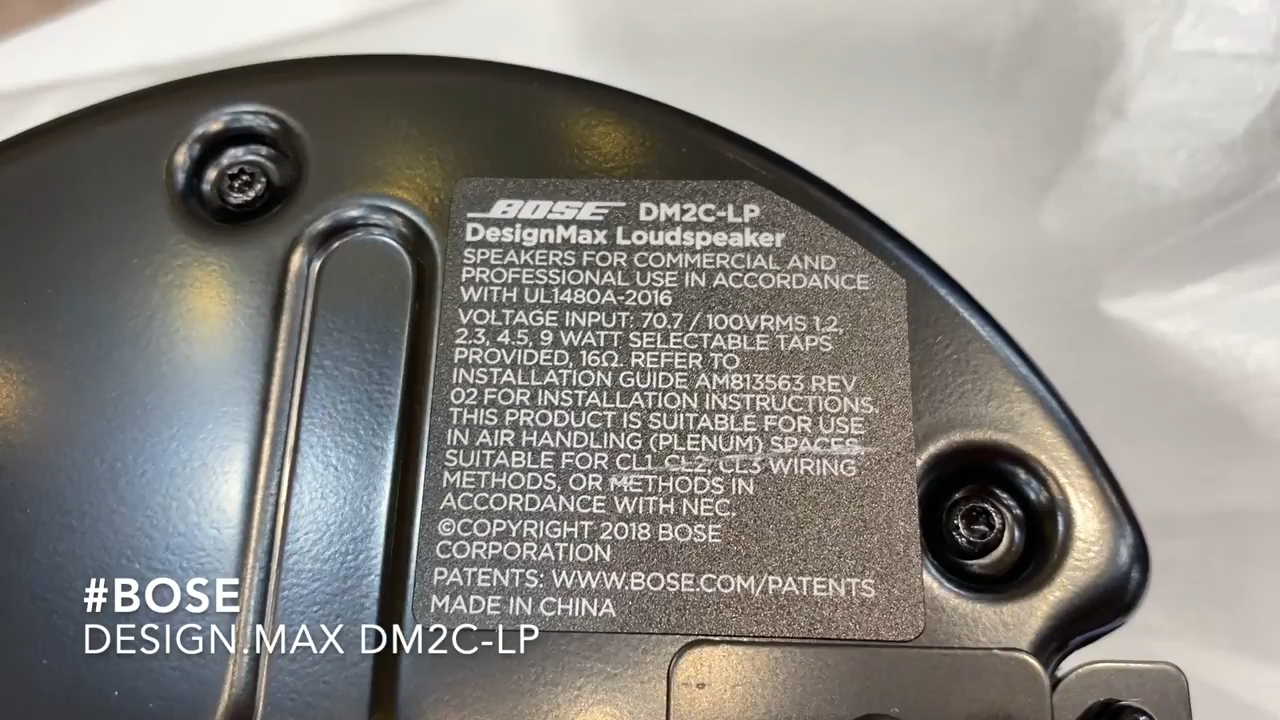 BOSE DM2C-LP
DesignMax Loudspeaker
SPEAKERS FOR COMMERCIAL AND
PROFESSIONAL USE IN ACCORDANCE
WITH UL1480A-2016
VOLTAGE INPUT: 70.7 / 100VRMS 1.2,
2.3, 4.5, 9 WATT SELECTABLE TAPS
PROVIDED, 16Ω. REFER TO
INSTALLATION GUIDE AM813563 REV
02 FOR INSTALLATION INSTRUCTIONS.
THIS PRODUCT IS SUITABLE FOR USE
IN AIR HANDLING (PLENUM) SPACES
SUITABLE FOR CL1, CL2, CL3 WIRING
METHODS, OR METHODS IN
ACCORDANCE WITH NEC.
©COPYRIGHT 2018 BOSE
CORPORATION
PATENTS: WWW.BOSE.COM/PATENTS
MADE IN CHINA
#BOSE
DESIGN.MAX DM2C-LP